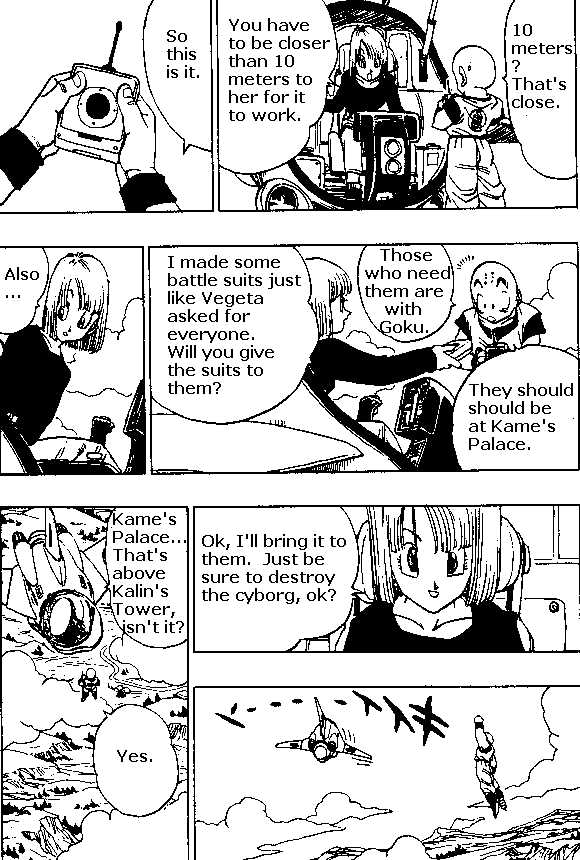 So
this
is it.
You have
to be closer
than 10
meters to
her for it
to work.
10
meters
?
That's
close.
Also
...
I made some
battle suits just
like Vegeta
asked for
everyone.
Will you give
the suits to
them?
Those
who need
them are
with
Goku.
They should
should be
at Kame's
Palace.
Kame's
Palace...
That's
above
Kalin's
Tower,
isn't it?
Yes.
Ok, I'll bring it to
them. Just be
sure to destroy
the cyborg, ok?